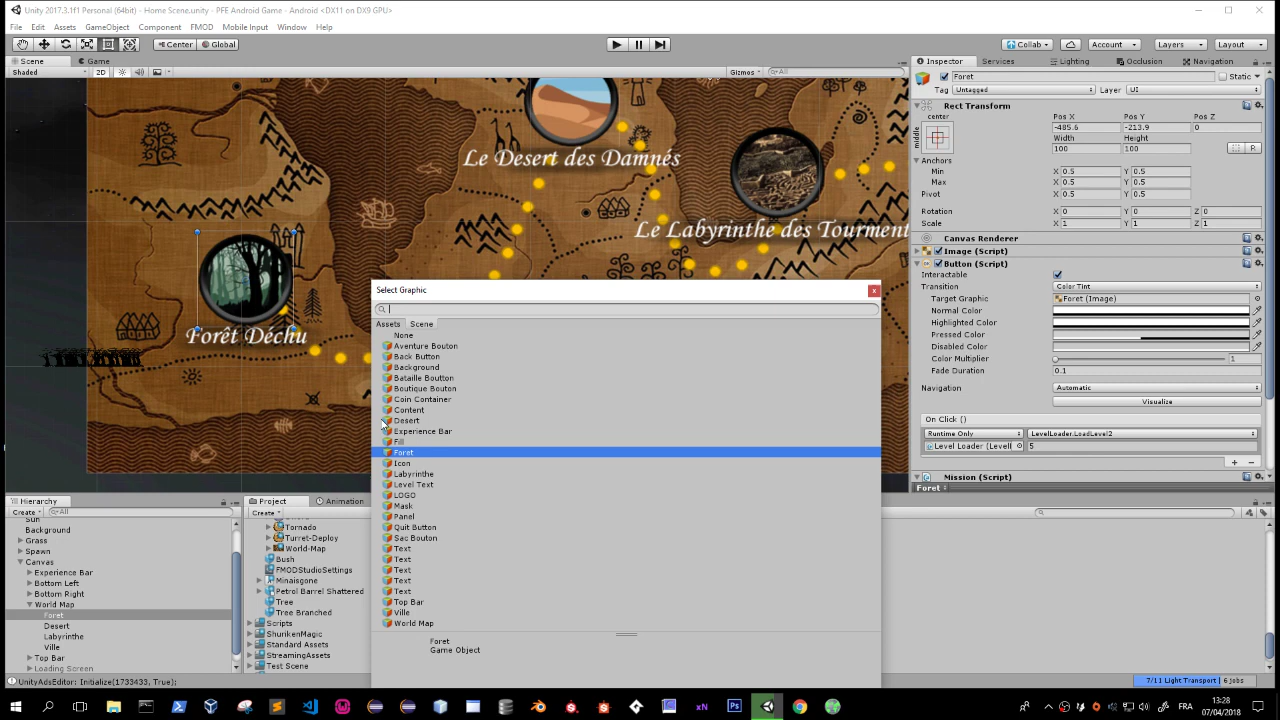 Unity 2017.3.1f1 Personal (64bit) - Home Scene.unity - PFE Android Game - Android <DX11 on DX9 GPU>
File Edit Assets GameObject Component FMOD Mobile Input Window Help
Center Global
Collab Account Layers Layout
Scene Game
Shaded 2D Gizmos All
Le Desert des Damnés
Le Labyrinthe des Tourment
Forêt Déchu
Inspector Services Lighting Occlusion Navigation
Foret Static
Tag Untagged Layer UI
Rect Transform
center Pos X Pos Y Pos Z
middle -485.6 -213.9 0
Width Height
100 100 R
Anchors
Min X 0.5 Y 0.5
Max X 0.5 Y 0.5
Pivot X 0.5 Y 0.5
Rotation X 0 Y 0 Z 0
Scale X 1 Y 1 Z 1
Canvas Renderer
Image (Script)
Button (Script)
Interactable
Transition Color Tint
Target Graphic Foret (Image)
Normal Color
Highlighted Color
Pressed Color
Disabled Color
Color Multiplier 1
Fade Duration 0.1
Navigation Automatic
Visualize
On Click ()
Runtime Only LevelLoader.LoadLevel2
Level Loader (Levell 5
Mission (Script)
Foret
Select Graphic x
Assets Scene
None
Aventure Bouton
Back Button
Background
Bataille Boutton
Boutique Bouton
Coin Container
Content
Desert
Experience Bar
Fill
Foret
Icon
Labyrinthe
Level Text
LOGO
Mask
Panel
Quit Button
Sac Bouton
Text
Text
Text
Text
Text
Top Bar
Ville
World Map
Foret
Game Object
Hierarchy
Create All
Sun
Background
Grass
Spawn
Canvas
Experience Bar
Bottom Left
Bottom Right
World Map
Foret
Desert
Labyrinthe
Ville
Top Bar
Loading Screen
Project Animation
Create
Tornado
Turret-Deploy
World-Map
Bush
FMODStudioSettings
Minaisgone
Petrol Barrel Shattered
Tree
Tree Branched
Scripts
ShurikenMagic
Standard Assets
StreamingAssets
Test Scene
UnityAdsEditor: Initialize(1733433, True);
7/11 Light Transport 6 jobs
xN Ps
13:28
07/04/2018